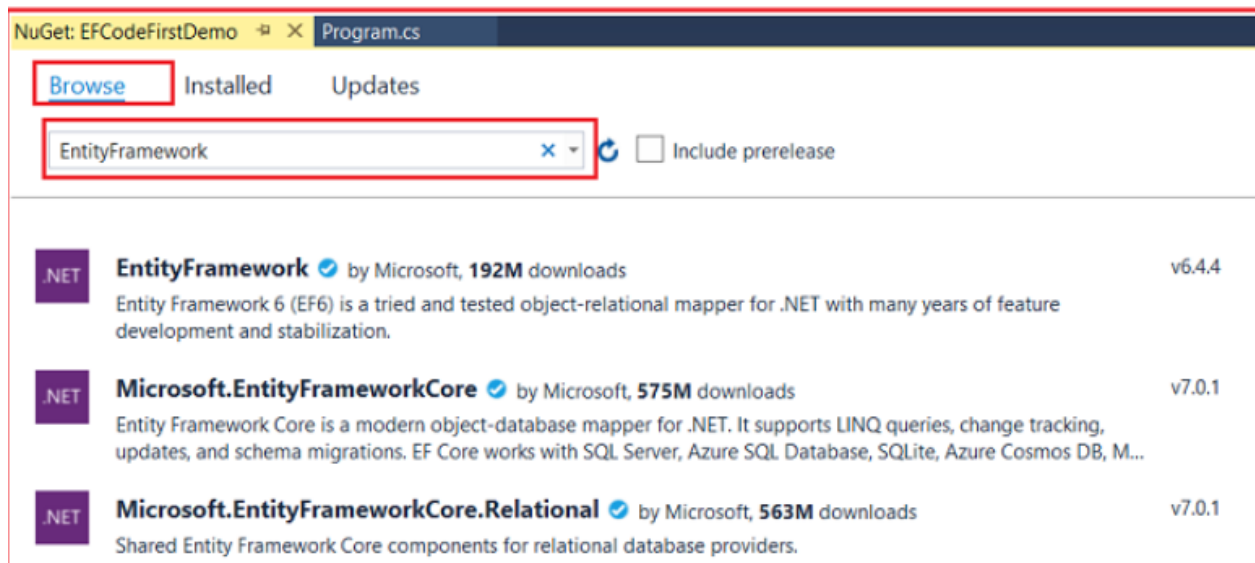 NuGet: EFCodeFirstDemo Program.cs
Browse Installed Updates
EntityFramework Include prerelease
.NET EntityFramework by Microsoft, 192M downloads v6.4.4
Entity Framework 6 (EF6) is a tried and tested object-relational mapper for .NET with many years of feature
development and stabilization.
.NET Microsoft.EntityFrameworkCore by Microsoft, 575M downloads v7.0.1
Entity Framework Core is a modern object-database mapper for .NET. It supports LINQ queries, change tracking,
updates, and schema migrations. EF Core works with SQL Server, Azure SQL Database, SQLite, Azure Cosmos DB, M...
.NET Microsoft.EntityFrameworkCore.Relational by Microsoft, 563M downloads v7.0.1
Shared Entity Framework Core components for relational database providers.